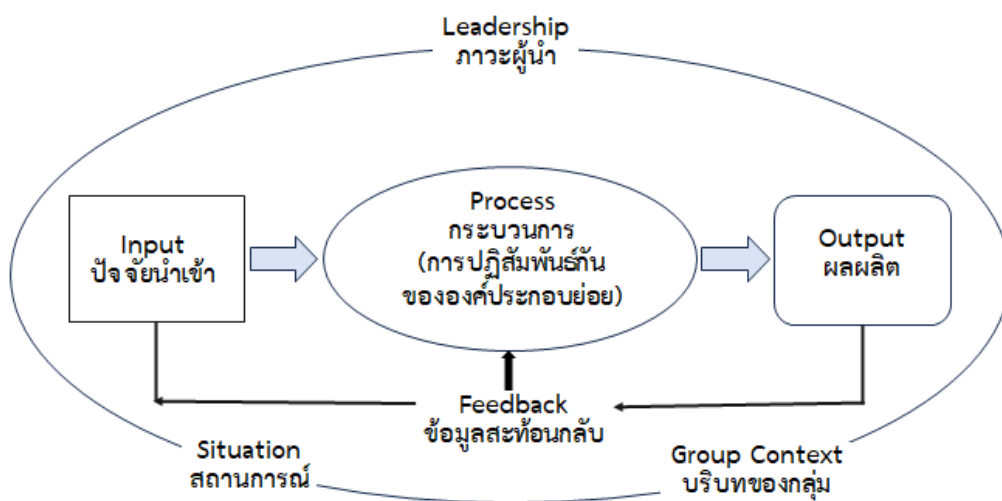 Leadership
ภาวะผู้นำ
Input
ปัจจัยนำเข้า
Process
กระบวนการ
(การปฏิสัมพันธ์กัน
ขององค์ประกอบย่อย)
Output
ผลผลิต
Feedback
ข้อมูลสะท้อนกลับ
Situation
สถานการณ์
Group Context
บริบทของกลุ่ม